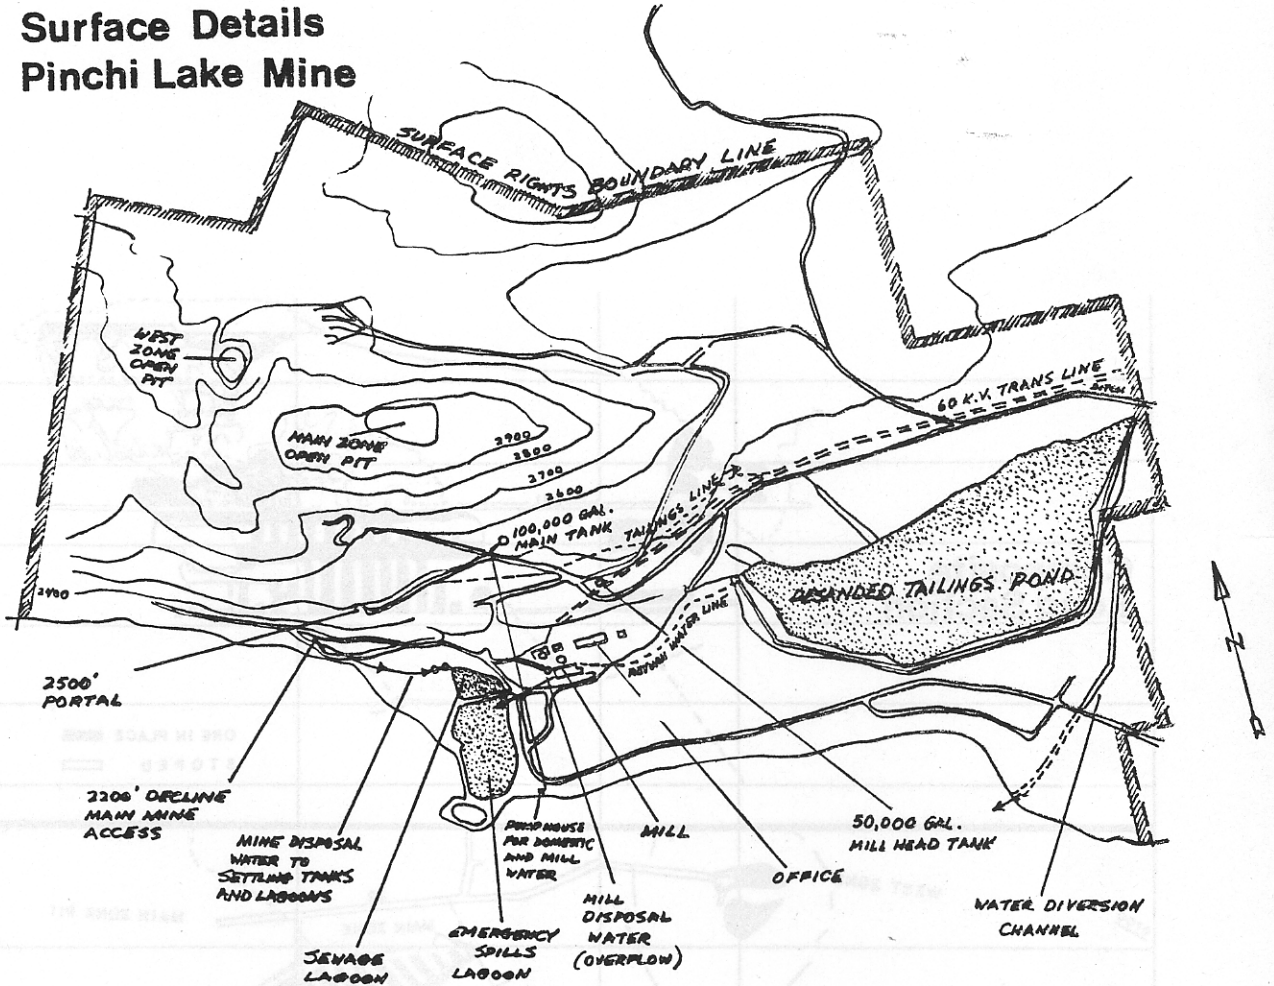 Surface Details
Pinchi Lake Mine
SURFACE RIGHTS BOUNDARY LINE
WEST
ZONE
OPEN
PIT
MAIN ZONE
OPEN PIT
2900
2800
2700
2600
60 K.V. TRANS LINE
TAILINGS LINE
100,000 GAL.
MAIN TANK
DESANDED TAILINGS POND
2400
RETURN WATER LINE
N
2500'
PORTAL
2200' DECLINE
MAIN MINE
ACCESS
MINE DISPOSAL
WATER TO
SETTLING TANKS
AND LAGOONS
SEWAGE
LAGOON
EMERGENCY
SPILLS
LAGOON
PUMPHOUSE
FOR DOMESTIC
AND MILL
WATER
MILL
DISPOSAL
WATER
(OVERFLOW)
MILL
OFFICE
50,000 GAL.
MILL HEAD TANK
WATER DIVERSION
CHANNEL